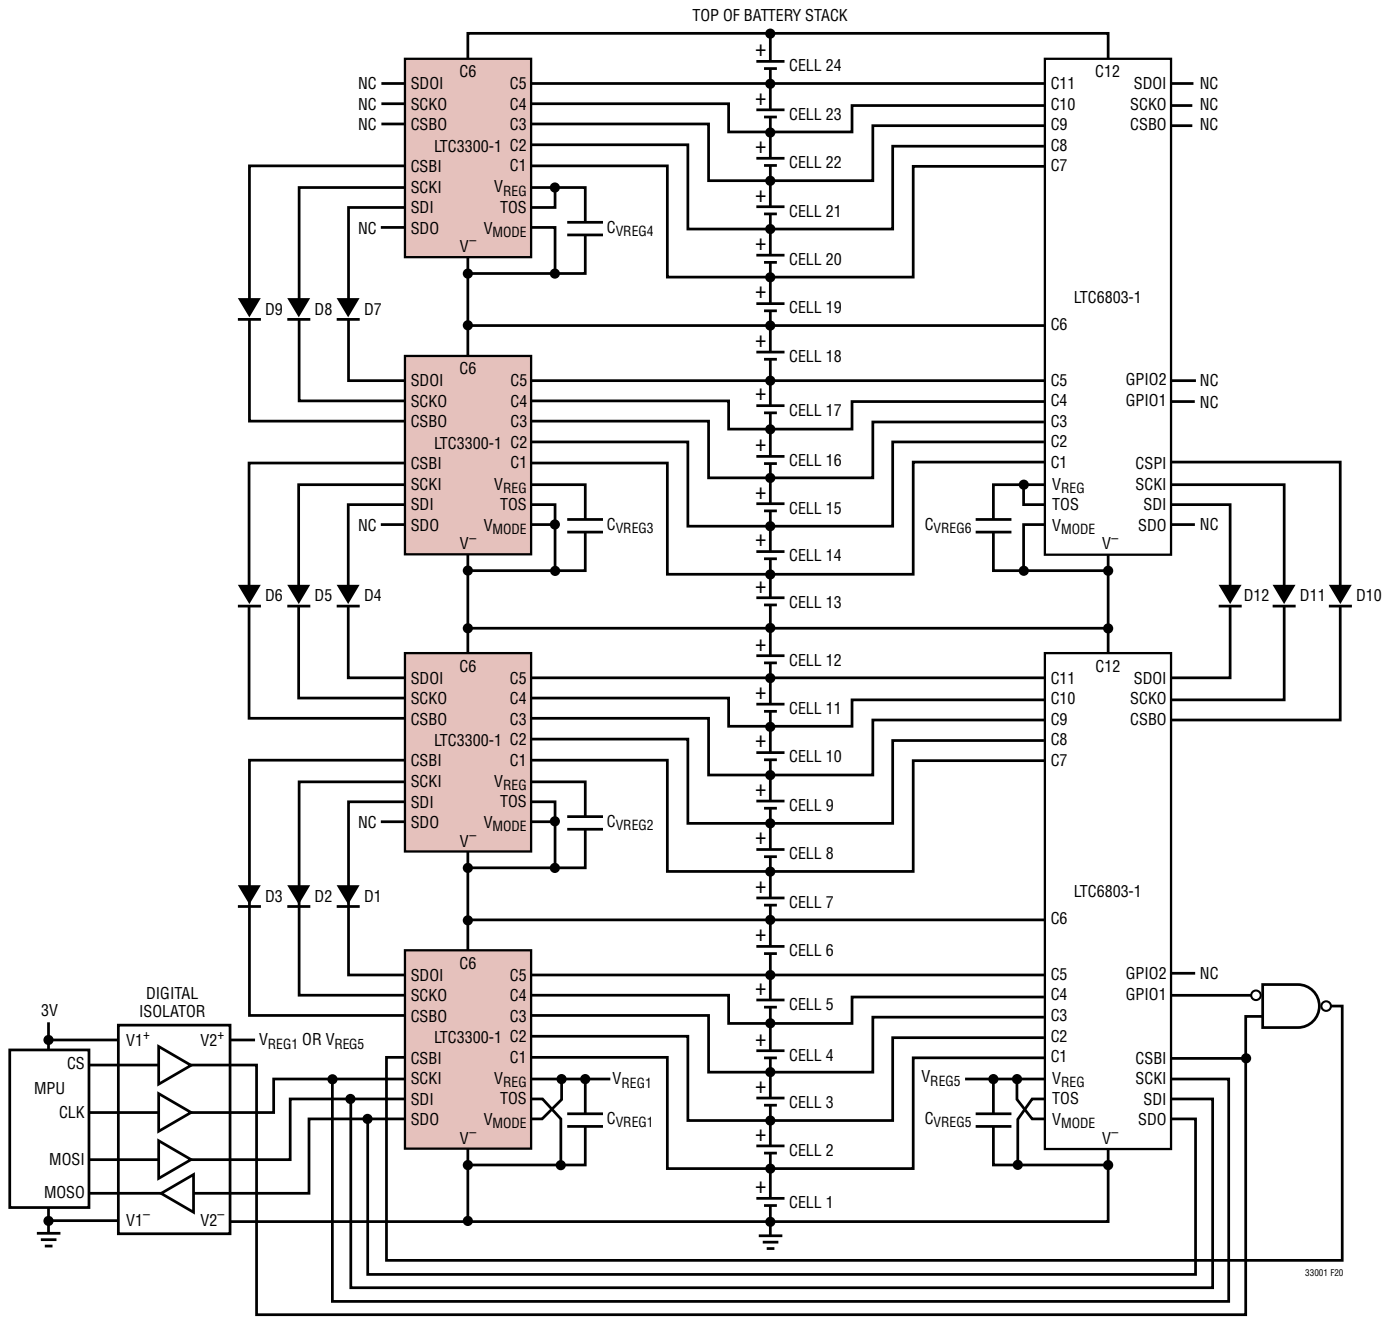 TOP OF BATTERY STACK
C6
NC SDOI
NC SCKO
NC CSBO
LTC3300-1
CSBI
SCKI
SDI
NC SDO
C5
C4
C3
C2
C1
VREG
TOS
VMODE
V–
CVREG4
D9 D8 D7
CELL 24
CELL 23
CELL 22
CELL 21
CELL 20
CELL 19
C12
C11
C10
C9
C8
C7
SDOI NC
SCKO NC
CSBO NC
LTC6803-1
C6
C6
SDOI
SCKO
CSBO
LTC3300-1
CSBI
SCKI
SDI
NC SDO
C5
C4
C3
C2
C1
VREG
TOS
VMODE
V–
CVREG3
D6 D5 D4
CELL 18
CELL 17
CELL 16
CELL 15
CELL 14
CELL 13
C5
C4
C3
C2
C1
CVREG6
VREG
TOS
VMODE
V–
GPIO2 NC
GPIO1 NC
CSPI
SCKI
SDI
SDO NC
D12 D11 D10
C6
SDOI
SCKO
CSBO
LTC3300-1
CSBI
SCKI
SDI
NC SDO
C5
C4
C3
C2
C1
VREG
TOS
VMODE
V–
CVREG2
D3 D2 D1
CELL 12
CELL 11
CELL 10
CELL 9
CELL 8
CELL 7
C12
C11
C10
C9
C8
C7
SDOI
SCKO
CSBO
LTC6803-1
C6
C6
SDOI
SCKO
CSBO
LTC3300-1
CSBI
SCKI
SDI
SDO
C5
C4
C3
C2
C1
VREG
TOS
VMODE
V–
VREG1
CVREG1
CELL 6
CELL 5
CELL 4
CELL 3
CELL 2
CELL 1
C5
C4
C3
C2
C1
VREG5
CVREG5
VREG
TOS
VMODE
V–
GPIO2 NC
GPIO1
CSBI
SCKI
SDI
SDO
DIGITAL
ISOLATOR
3V
V1+ V2+ VREG1 OR VREG5
CS
MPU
CLK
MOSI
MOSO
V1– V2–
33001 F20